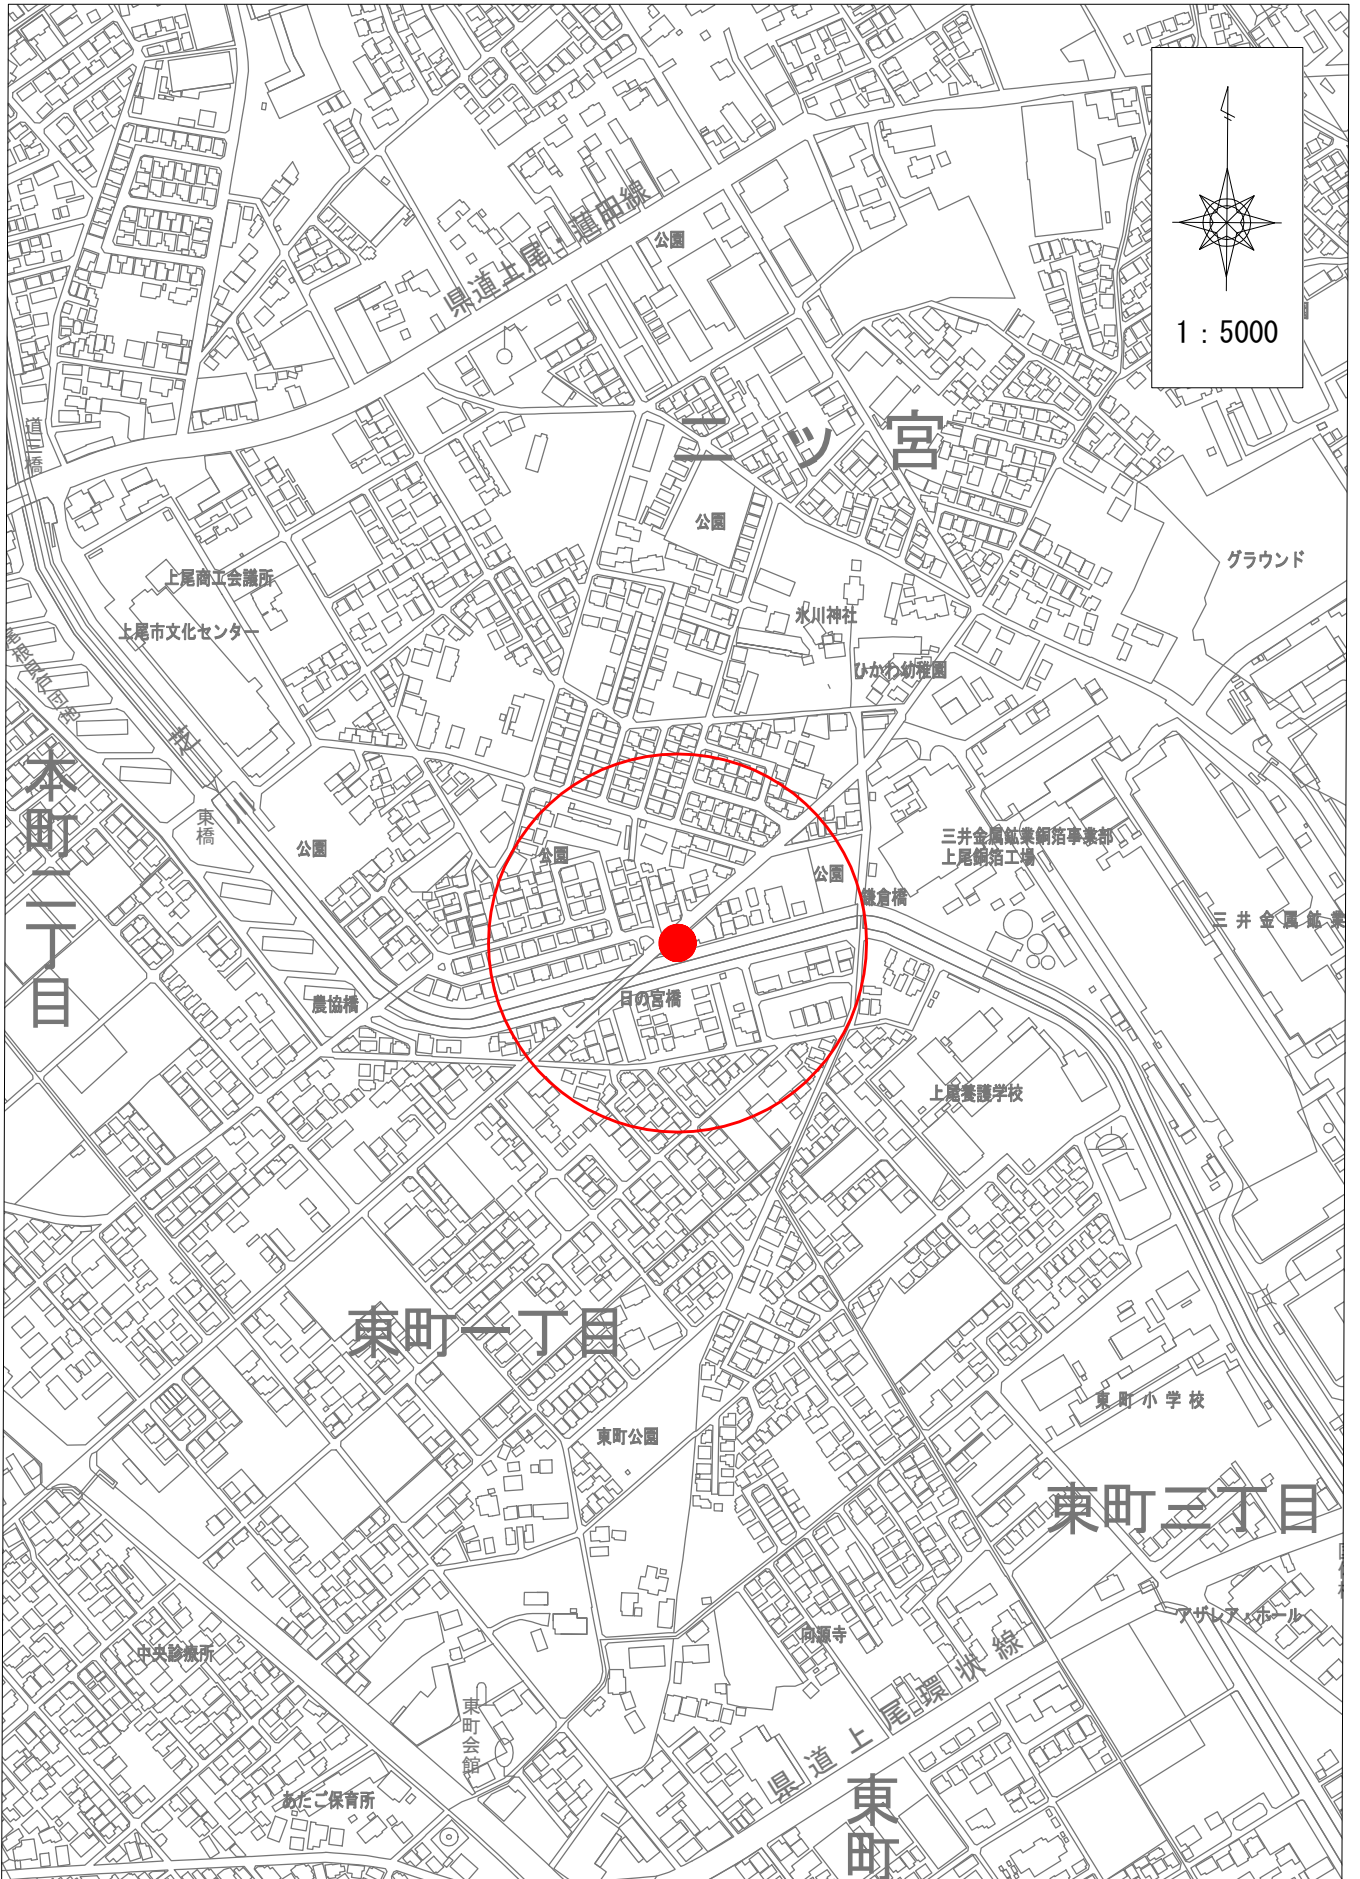 1：5000
県道上尾・蓮田線
公園
道三橋
二ッ宮
公園
グラウンド
上尾商工会議所
上尾市文化センター
氷川神社
ひかわ幼稚園
本町二丁目
東橋
公園
公園
公園
三井金属鉱業銅箔事業部
上尾銅箔工場
鎌倉橋
三井金属鉱業
農協橋
日の宮橋
上尾養護学校
東町一丁目
東町小学校
東町公園
東町三丁目
アザレア・ホール
向源寺
中央診療所
県道上尾環状線
東町会館
あたご保育所
東町